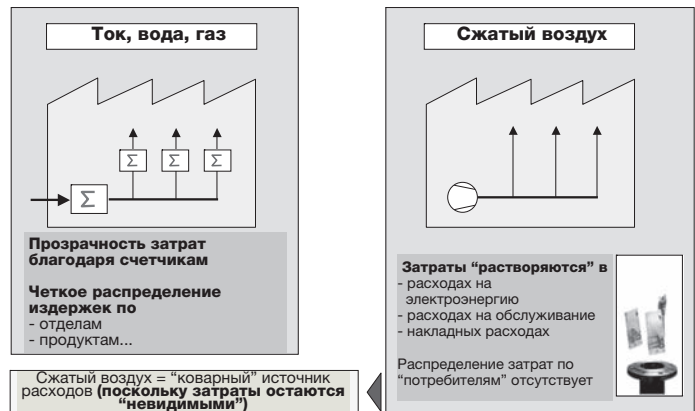 Ток, вода, газ
Σ Σ Σ
Σ
Прозрачность затрат
благодаря счетчикам
Четкое распределение
издержек по
- отделам
- продуктам...
Сжатый воздух
Затраты “растворяются” в
- расходах на
электроэнергию
- расходах на обслуживание
- накладных расходах
Распределение затрат по
“потребителям” отсутствует
Сжатый воздух = “коварный” источник
расходов (поскольку затраты остаются
“невидимыми”)